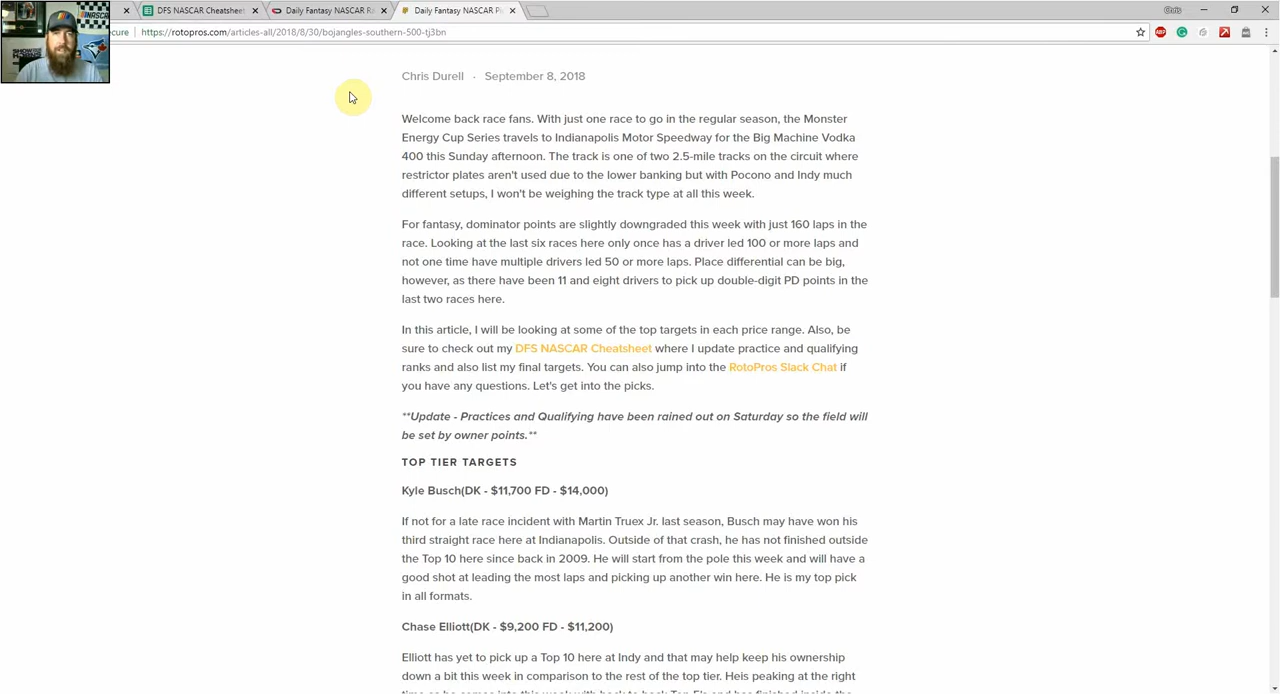 DFS NASCAR Cheatsheet
Daily Fantasy NASCAR Ra
Daily Fantasy NASCAR Pi
Chris
cure
https://rotopros.com/articles-all/2018/8/30/bojangles-southern-500-tj3bn
ABP
Chris Durell · September 8, 2018
Welcome back race fans. With just one race to go in the regular season, the Monster
Energy Cup Series travels to Indianapolis Motor Speedway for the Big Machine Vodka
400 this Sunday afternoon. The track is one of two 2.5-mile tracks on the circuit where
restrictor plates aren't used due to the lower banking but with Pocono and Indy much
different setups, I won't be weighing the track type at all this week.
For fantasy, dominator points are slightly downgraded this week with just 160 laps in the
race. Looking at the last six races here only once has a driver led 100 or more laps and
not one time have multiple drivers led 50 or more laps. Place differential can be big,
however, as there have been 11 and eight drivers to pick up double-digit PD points in the
last two races here.
In this article, I will be looking at some of the top targets in each price range. Also, be
sure to check out my DFS NASCAR Cheatsheet where I update practice and qualifying
ranks and also list my final targets. You can also jump into the RotoPros Slack Chat if
you have any questions. Let's get into the picks.
**Update - Practices and Qualifying have been rained out on Saturday so the field will
be set by owner points.**
TOP TIER TARGETS
Kyle Busch(DK - $11,700 FD - $14,000)
If not for a late race incident with Martin Truex Jr. last season, Busch may have won his
third straight race here at Indianapolis. Outside of that crash, he has not finished outside
the Top 10 here since back in 2009. He will start from the pole this week and will have a
good shot at leading the most laps and picking up another win here. He is my top pick
in all formats.
Chase Elliott(DK - $9,200 FD - $11,200)
Elliott has yet to pick up a Top 10 here at Indy and that may help keep his ownership
down a bit this week in comparison to the rest of the top tier. Heis peaking at the right